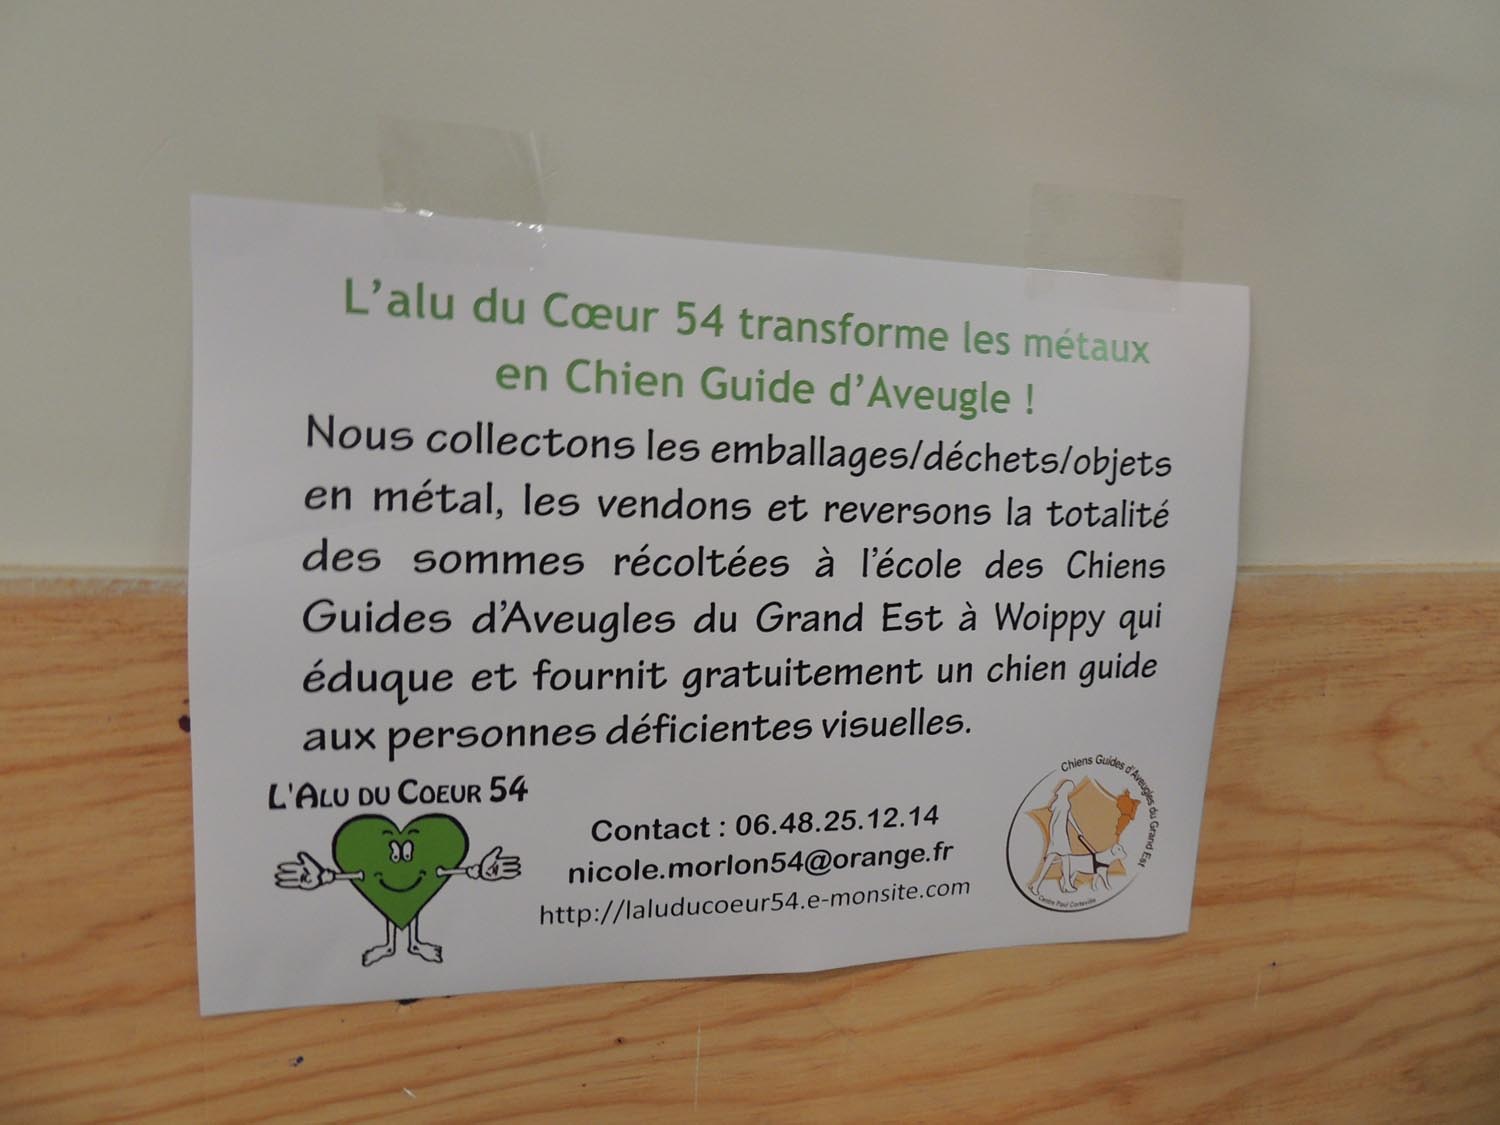 L'alu du Cœur 54 transforme les métaux
en Chien Guide d'Aveugle !
Nous collectons les emballages/déchets/objets
en métal, les vendons et reversons la totalité
des sommes récoltées à l'école des Chiens
Guides d'Aveugles du Grand Est à Woippy qui
éduque et fournit gratuitement un chien guide
aux personnes déficientes visuelles.
L'ALU DU COEUR 54
Contact : 06.48.25.12.14
nicole.morlon54@orange.fr
http://laluducoeur54.e-monsite.com
Chiens Guides d'Aveugles du Grand Est
Centre Paul Corteville